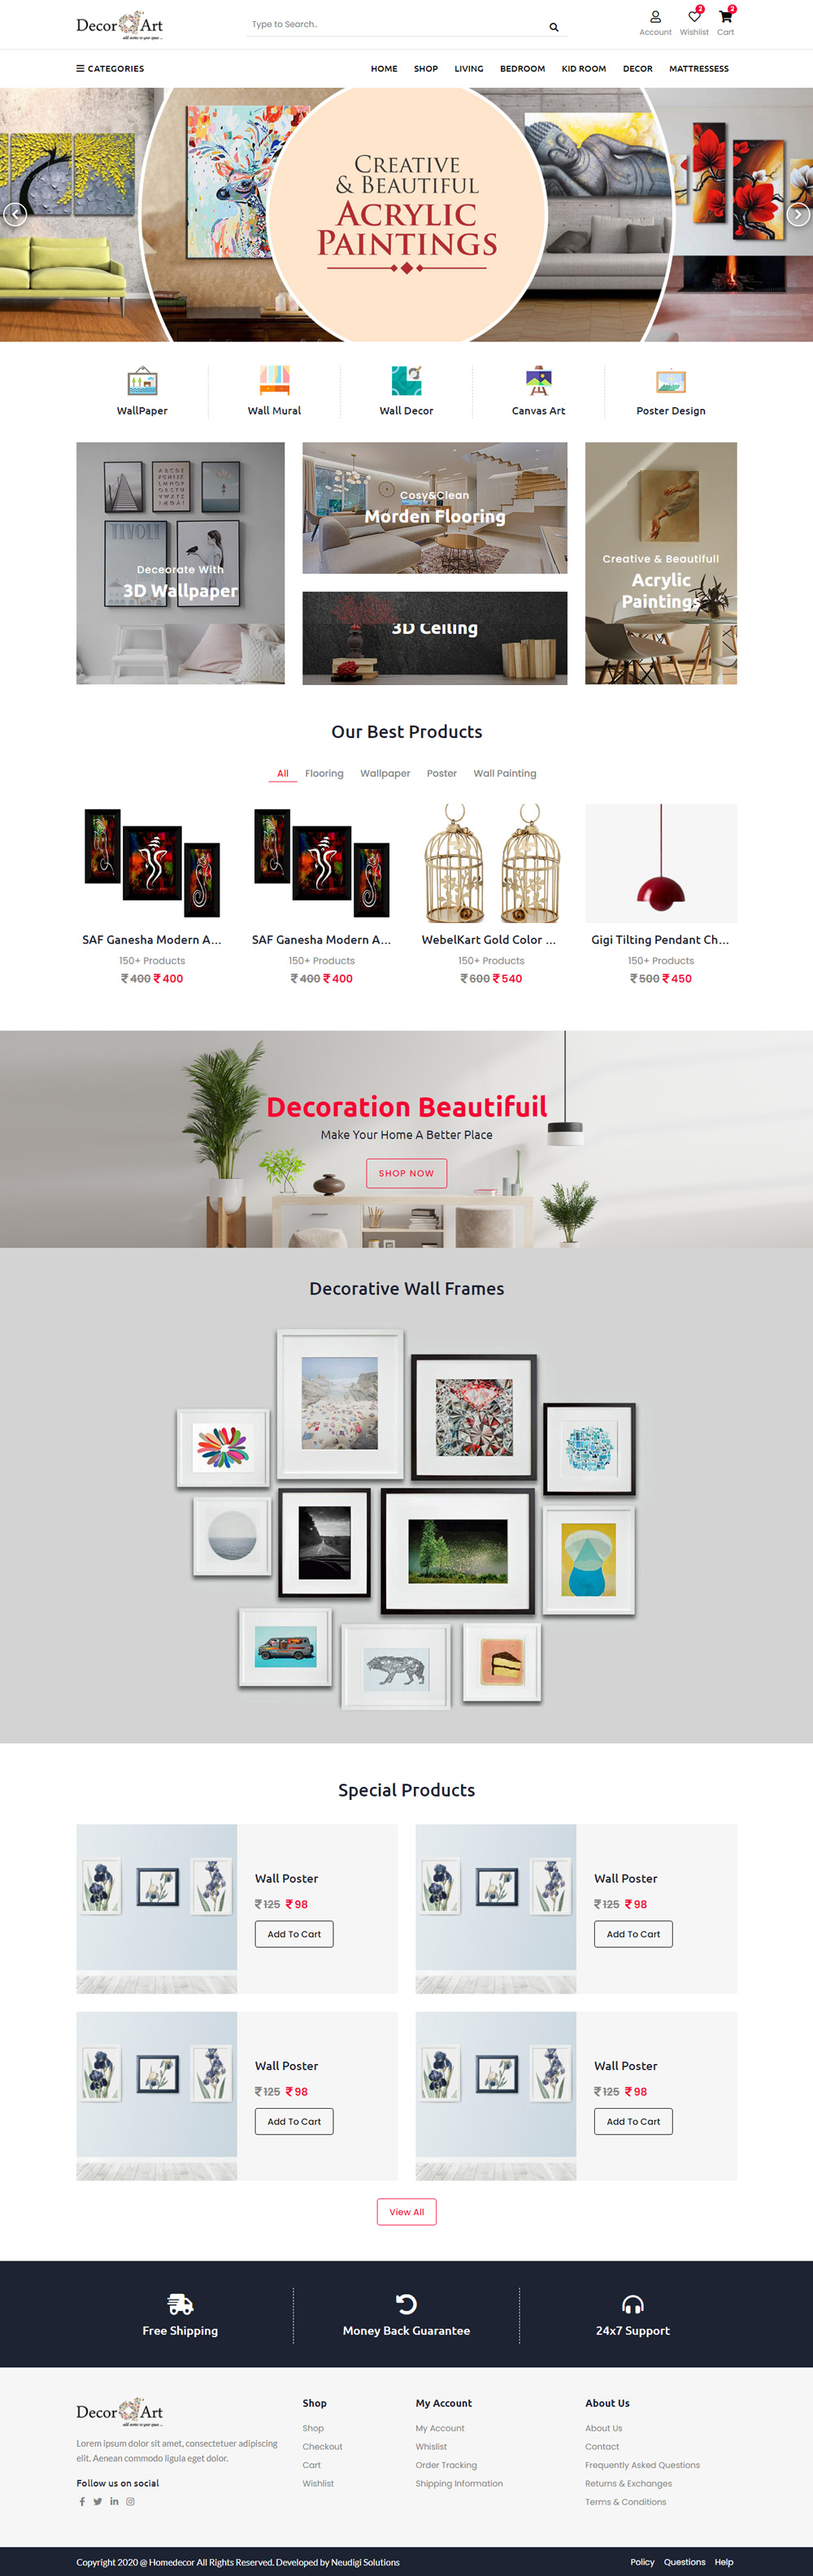 Decor Art
add works to your space ...
Type to Search..
2
2
Account Wishlist Cart
CATEGORIES
HOME SHOP LIVING BEDROOM KID ROOM DECOR MATTRESSESS
CREATIVE
& BEAUTIFUL
ACRYLIC
PAINTINGS
WallPaper Wall Mural Wall Decor Canvas Art Poster Design
TIVOLI
Deceorate With
3D Wallpaper
Cosy&Clean
Morden Flooring
3D Ceiling
Creative & Beautifull
Acrylic
Paintings
Our Best Products
All Flooring Wallpaper Poster Wall Painting
SAF Ganesha Modern A... SAF Ganesha Modern A... WebelKart Gold Color ... Gigi Tilting Pendant Ch...
150+ Products 150+ Products 150+ Products 150+ Products
₹400 ₹400 ₹400 ₹400 ₹600 ₹540 ₹500 ₹450
Decoration Beautifuil
Make Your Home A Better Place
SHOP NOW
Decorative Wall Frames
Special Products
Wall Poster Wall Poster
₹125 ₹98 ₹125 ₹98
Add To Cart Add To Cart
Wall Poster Wall Poster
₹125 ₹98 ₹125 ₹98
Add To Cart Add To Cart
View All
Free Shipping Money Back Guarantee 24x7 Support
Decor Art
Lorem ipsum dolor sit amet, consectetuer adipiscing
elit. Aenean commodo ligula eget dolor.
Follow us on social
Shop
Shop
Checkout
Cart
Wishlist
My Account
My Account
Whislist
Order Tracking
Shipping Information
About Us
About Us
Contact
Frequently Asked Questions
Returns & Exchanges
Terms & Conditions
Copyright 2020 @ Homedecor All Rights Reserved. Developed by Neudigi Solutions
Policy Questions Help